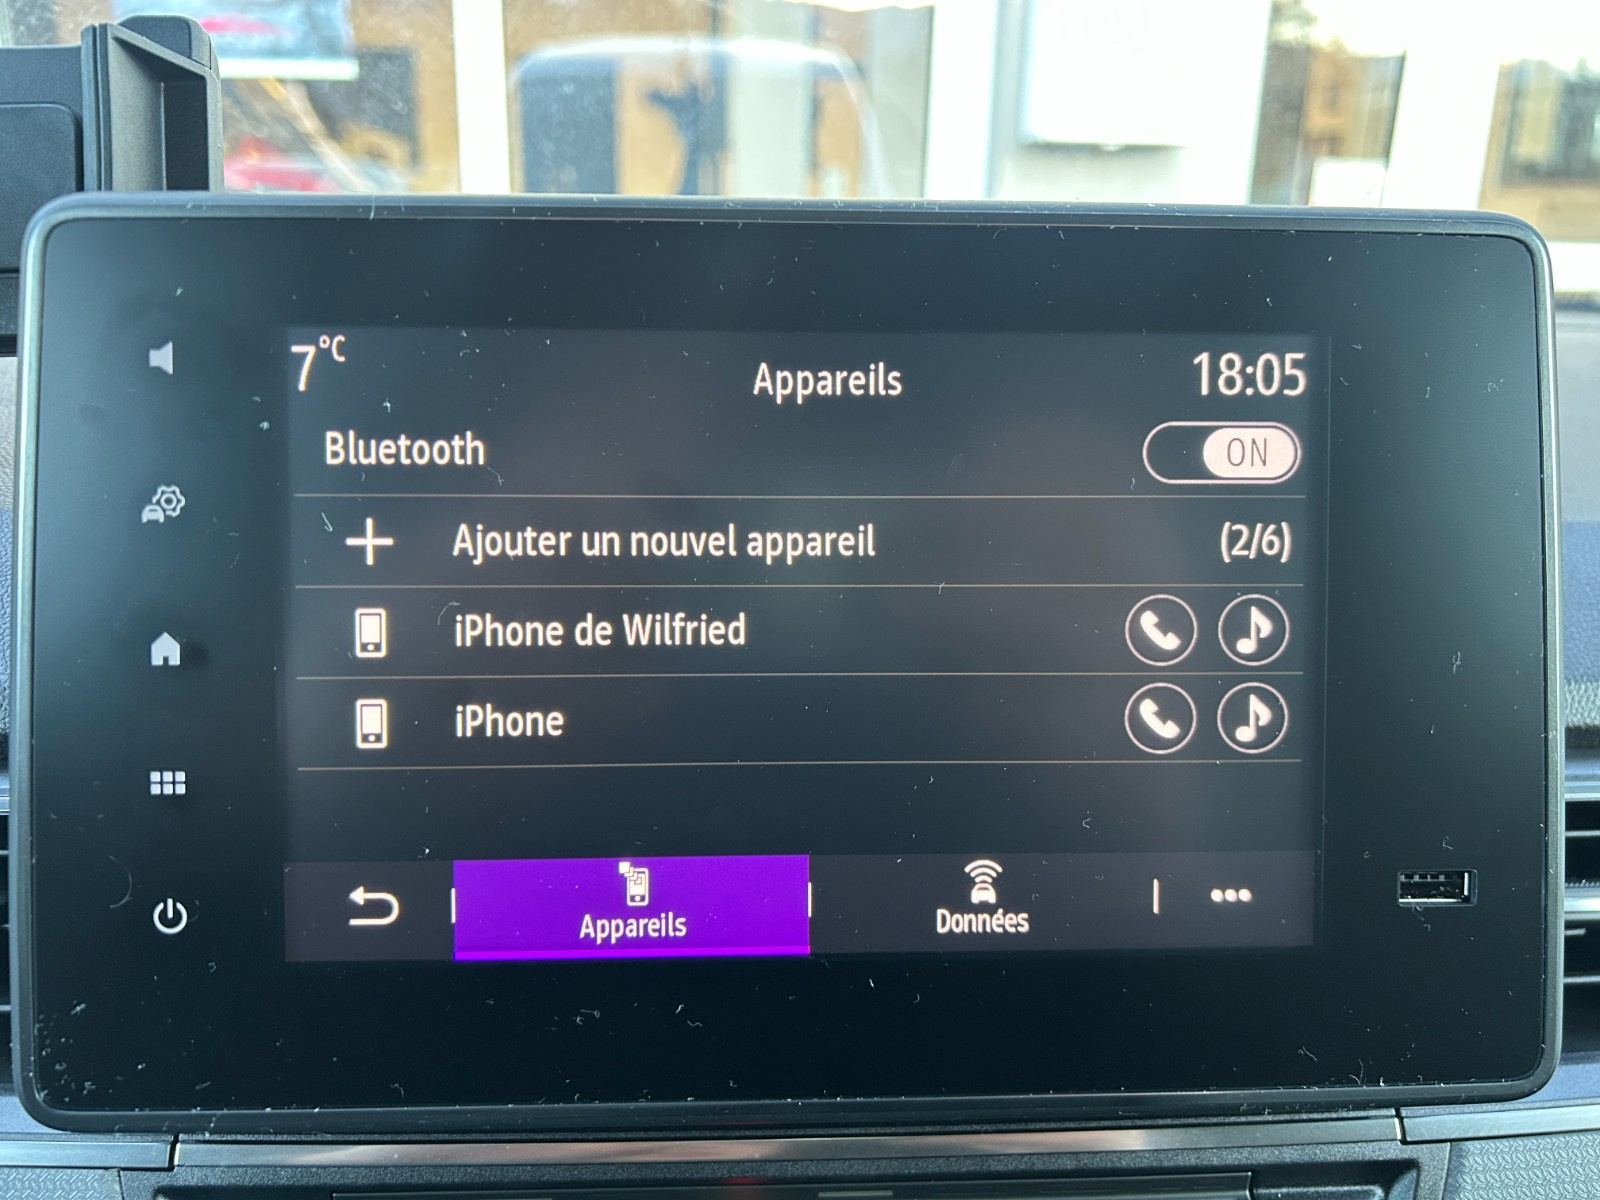 7°C
Appareils
18:05
Bluetooth
ON
Ajouter un nouvel appareil
(2/6)
iPhone de Wilfried
iPhone
Appareils
Données